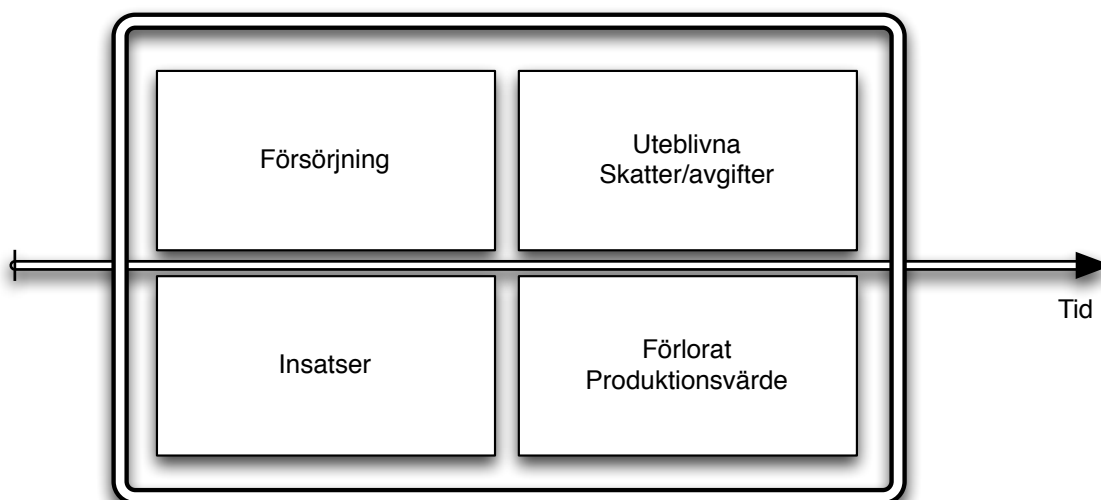 Försörjning
Uteblivna
Skatter/avgifter
Tid
Insatser
Förlorat
Produktionsvärde